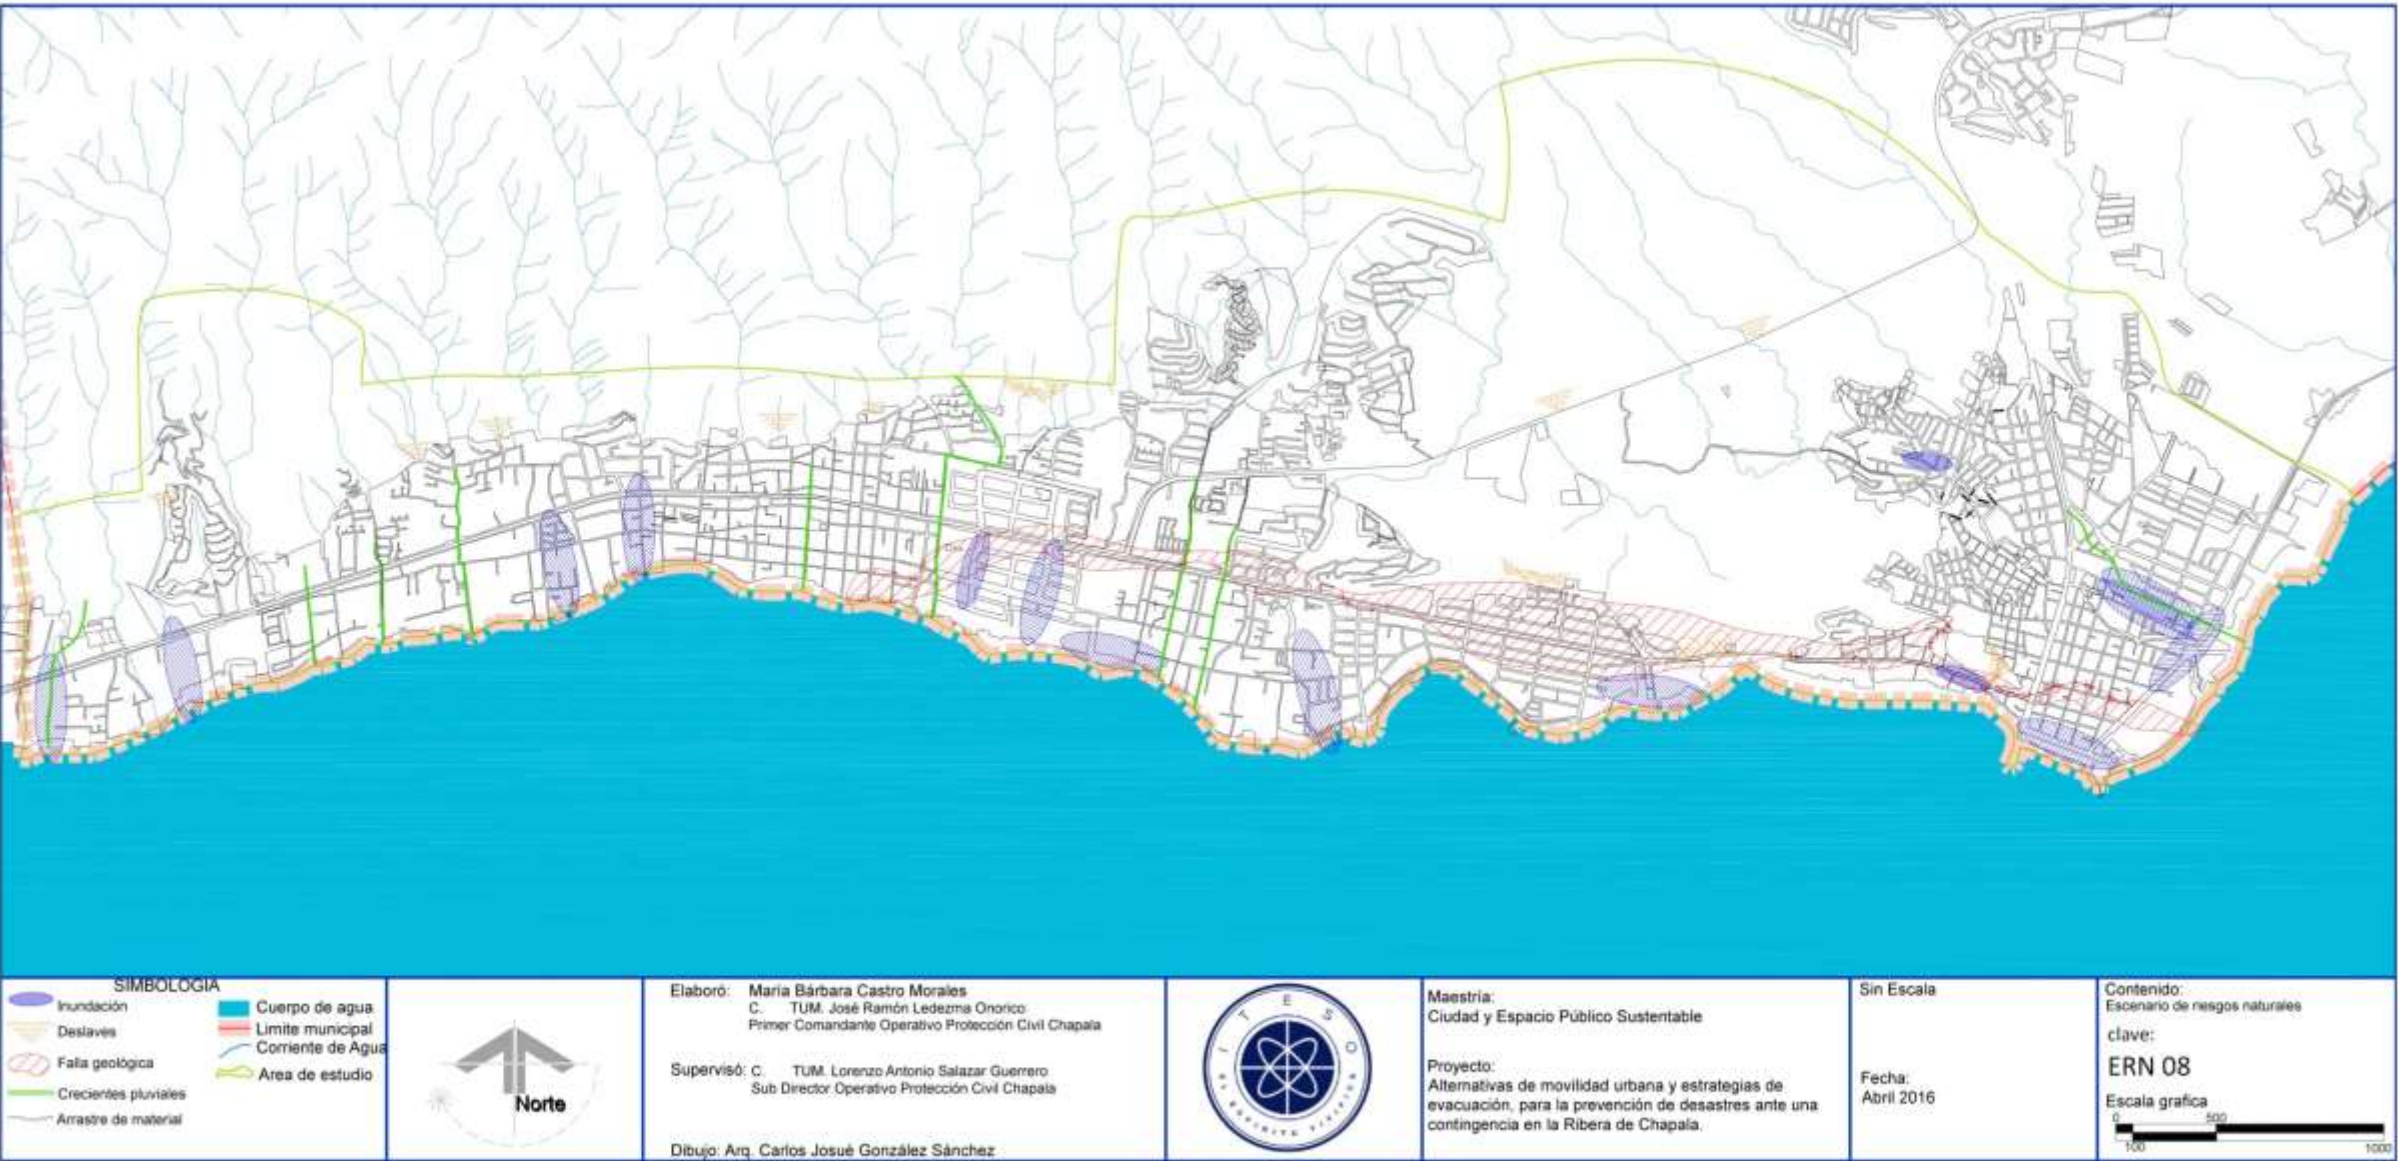 SIMBOLOGIA
Inundación
Deslaves
Falla geológica
Crecientes pluviales
Arrastre de material
Cuerpo de agua
Limite municipal
Corriente de Agua
Area de estudio
Norte
Elaboró: María Bárbara Castro Morales
C. TUM. José Ramón Ledezma Onorico
Primer Comandante Operativo Protección Civil Chapala
Supervisó: C. TUM. Lorenzo Antonio Salazar Guerrero
Sub Director Operativo Protección Civil Chapala
Dibujo: Arq. Carlos Josué González Sánchez
ITESO
Maestría:
Ciudad y Espacio Público Sustentable
Proyecto:
Alternativas de movilidad urbana y estrategias de
evacuación, para la prevención de desastres ante una
contingencia en la Ribera de Chapala.
Sin Escala
Fecha:
Abril 2016
Contenido:
Escenario de riesgos naturales
clave:
ERN 08
Escala grafica
0 500
100 1000